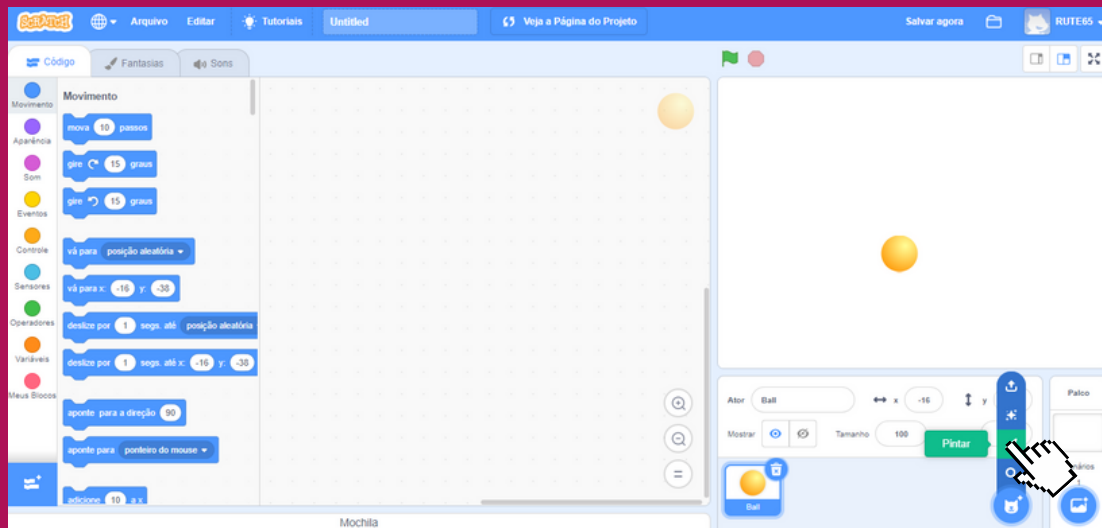 SCRATCH
Arquivo Editar Tutoriais Untitled Veja a Página do Projeto Salvar agora RUTE65
Código Fantasias Sons
Movimento
Aparência
Som
Eventos
Controle
Sensores
Operadores
Variáveis
Meus Blocos
Movimento
mova 10 passos
gire 15 graus
gire 15 graus
vá para posição aleatória
vá para x: -16 y: -38
deslize por 1 segs. até posição aleatória
deslize por 1 segs. até x: -16 y: -38
aponte para a direção 90
aponte para ponteiro do mouse
adicione 10 a x
Mochila
Ator Ball x -16 y
Mostrar Tamanho 100
Pintar
Ball
Palco
1